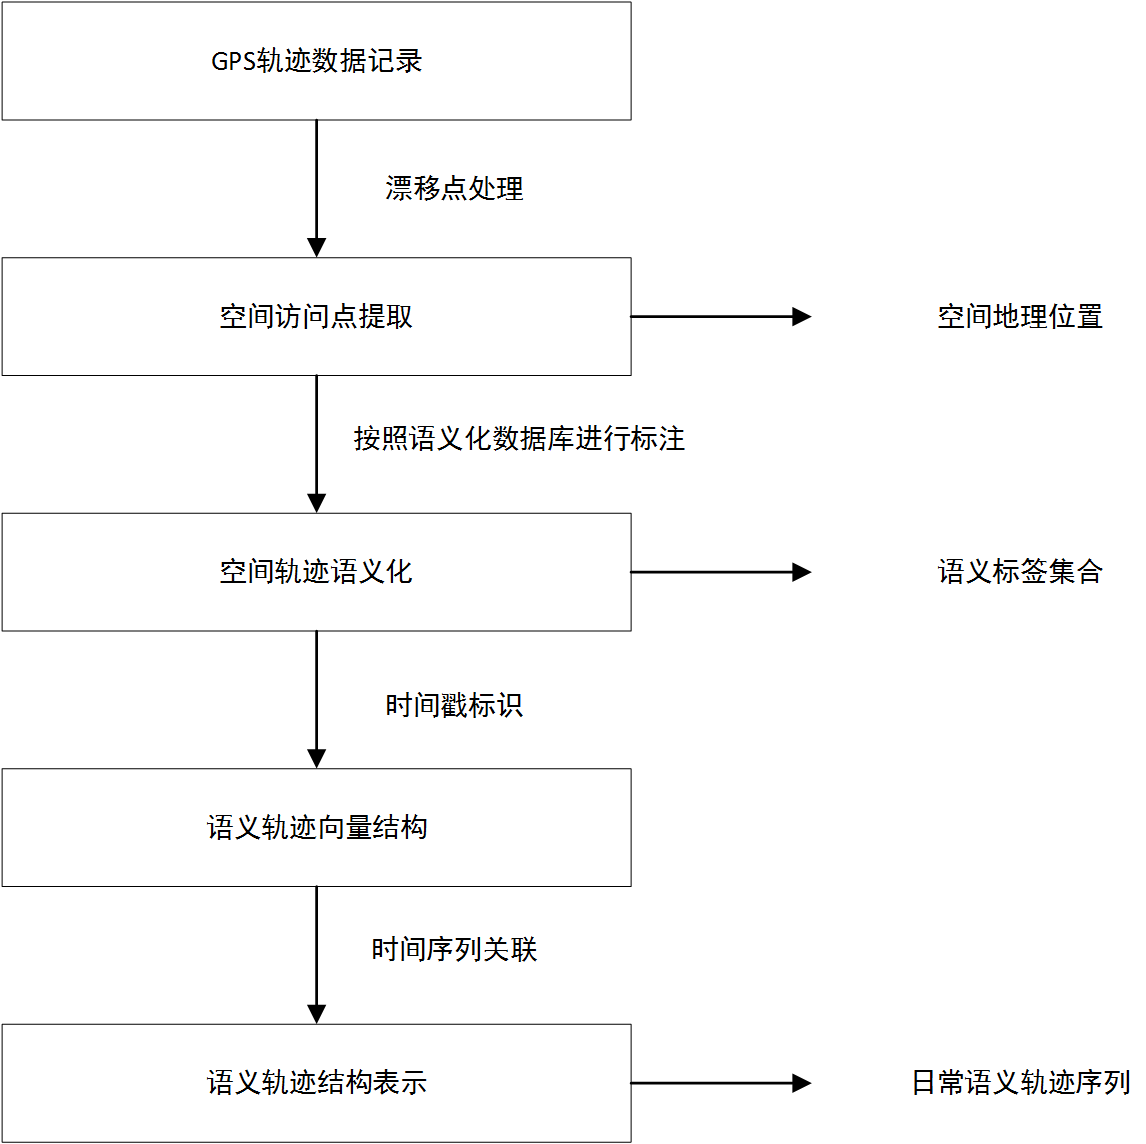 GPS轨迹数据记录
漂移点处理
空间访问点提取
空间地理位置
按照语义化数据库进行标注
空间轨迹语义化
语义标签集合
时间戳标识
语义轨迹向量结构
时间序列关联
语义轨迹结构表示
日常语义轨迹序列